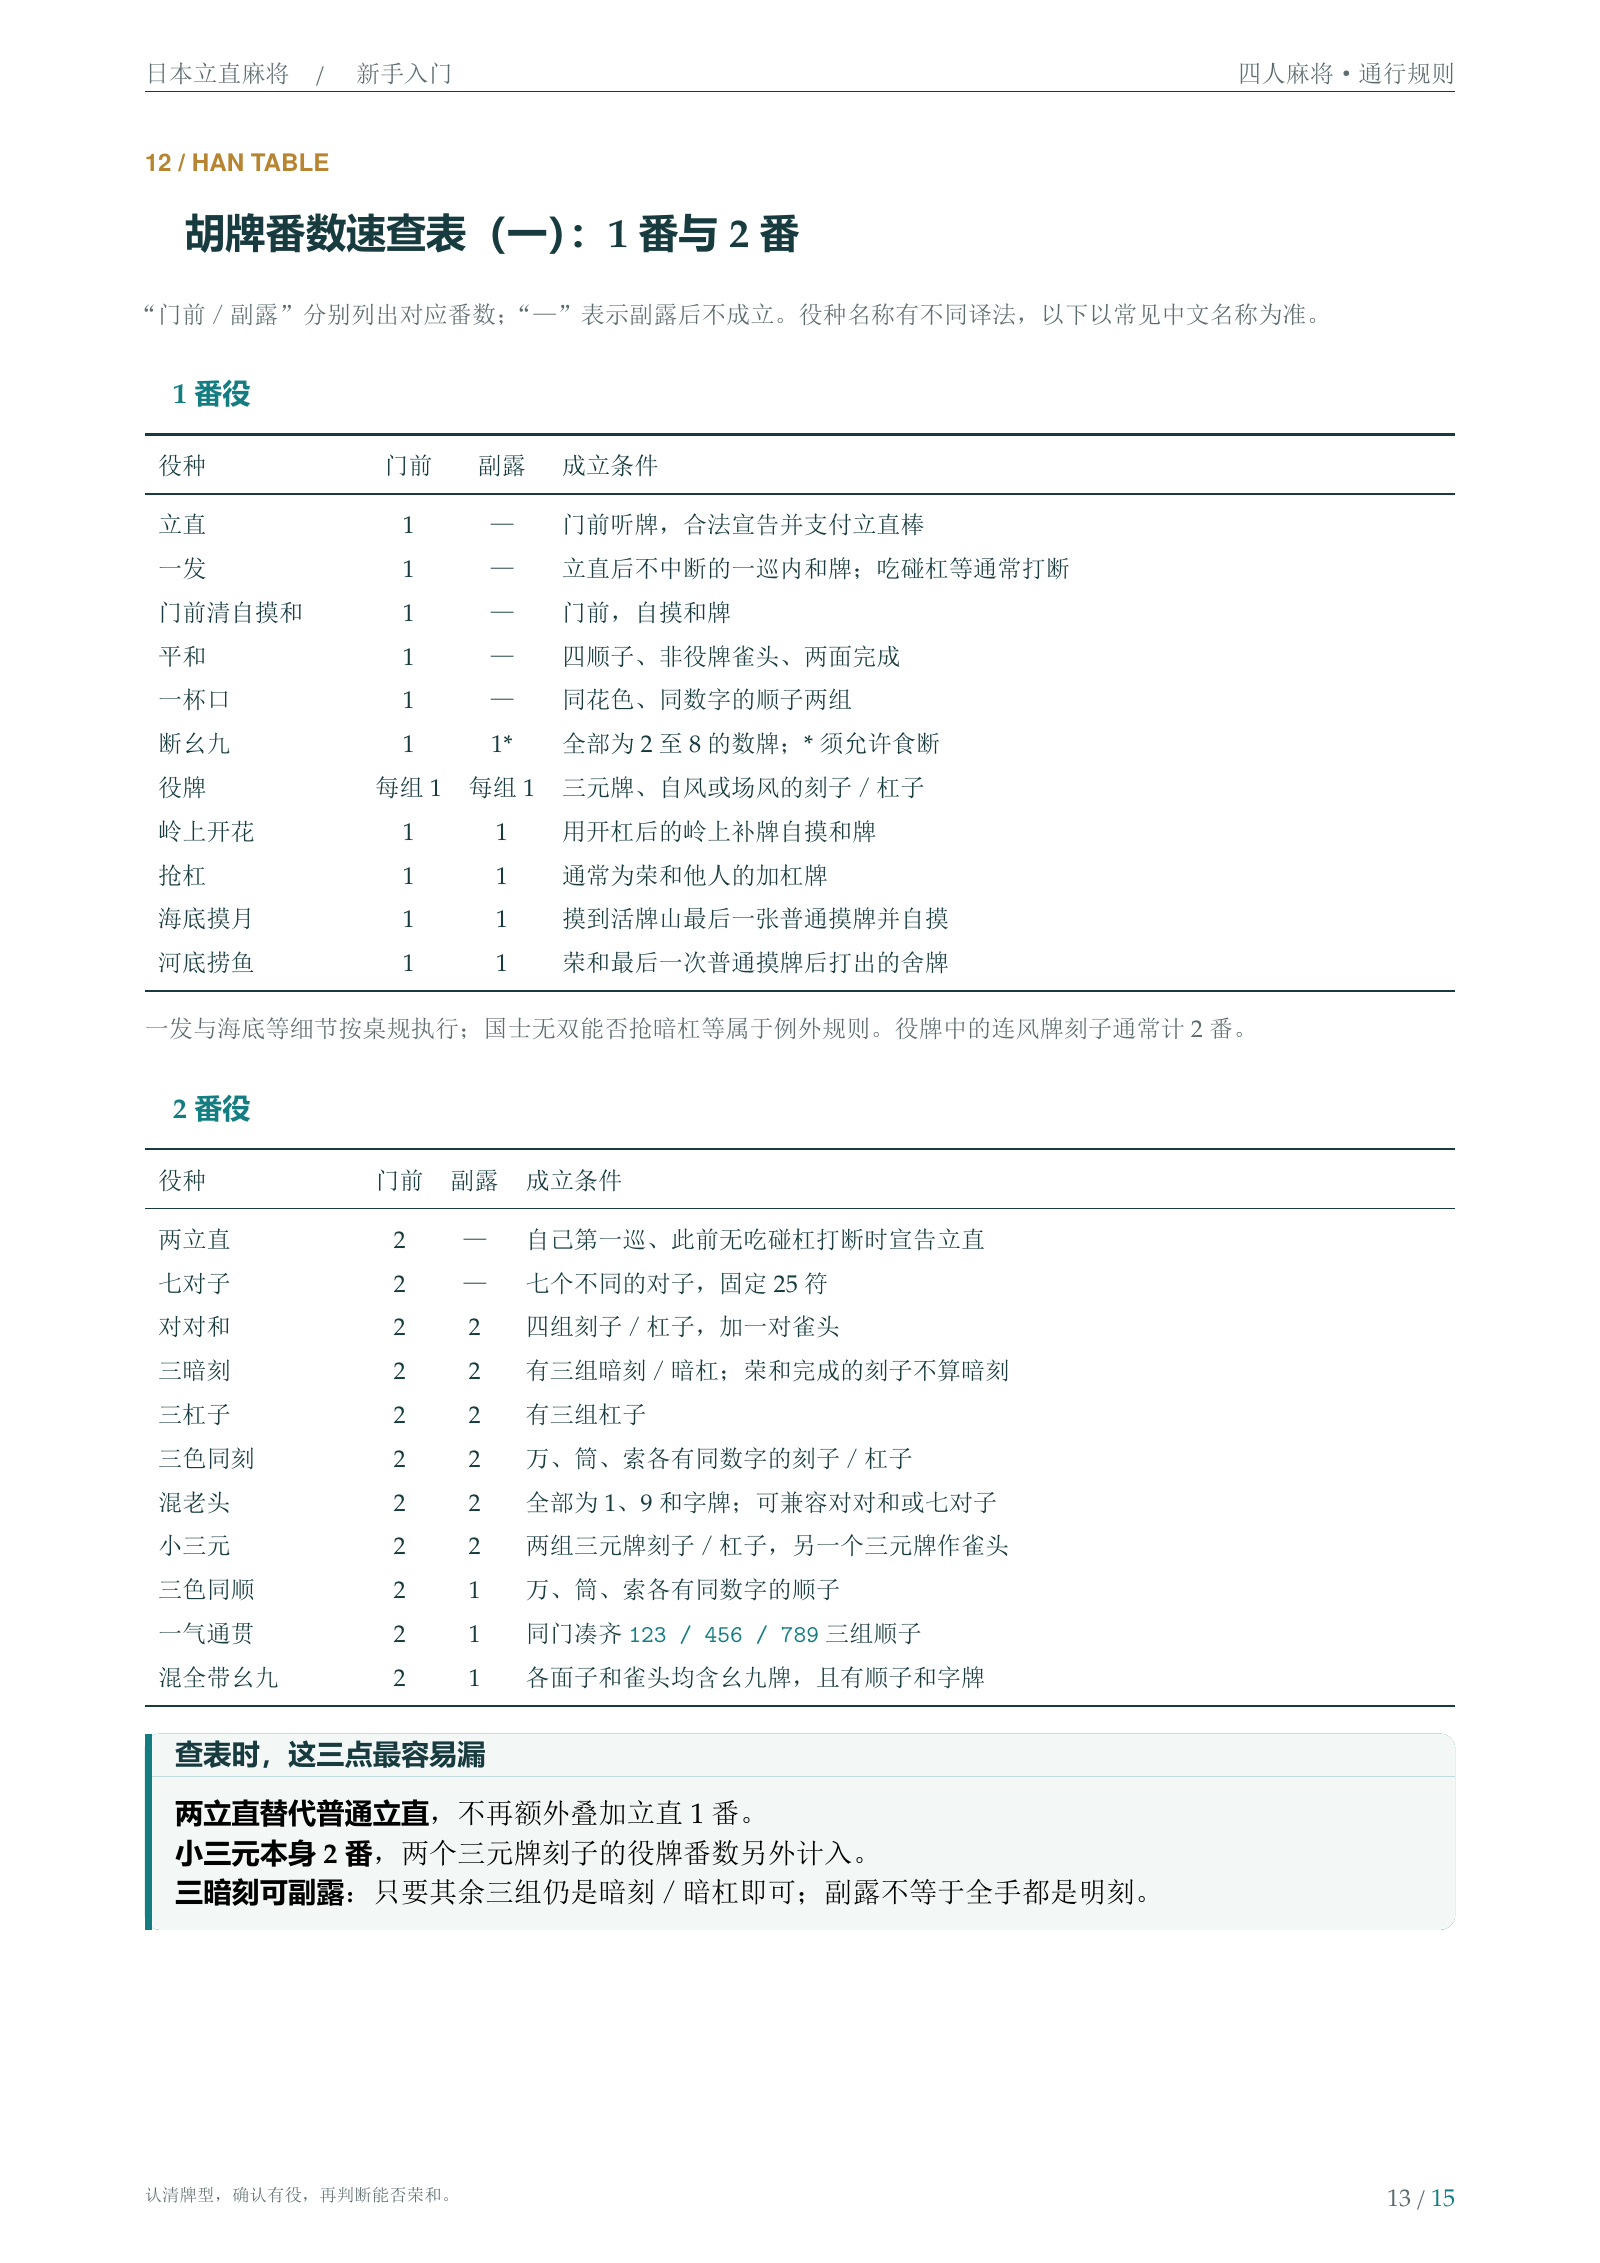 日本立直麻将 / 新手入门 四人麻将・通行规则
12 / HAN TABLE
胡牌番数速查表（一）：1 番与 2 番
“门前 / 副露”分别列出对应番数；“—”表示副露后不成立。役种名称有不同译法，以下以常见中文名称为准。
1 番役
役种 门前 副露 成立条件
立直 1 — 门前听牌，合法宣告并支付立直棒
一发 1 — 立直后不中断的一巡内和牌；吃碰杠等通常打断
门前清自摸和 1 — 门前，自摸和牌
平和 1 — 四顺子、非役牌雀头、两面完成
一杯口 1 — 同花色、同数字的顺子两组
断幺九 1 1* 全部为 2 至 8 的数牌；* 须允许食断
役牌 每组 1 每组 1 三元牌、自风或场风的刻子 / 杠子
岭上开花 1 1 用开杠后的岭上补牌自摸和牌
抢杠 1 1 通常为荣和他人的加杠牌
海底摸月 1 1 摸到活牌山最后一张普通摸牌并自摸
河底捞鱼 1 1 荣和最后一次普通摸牌后打出的舍牌
一发与海底等细节按桌规执行；国士无双能否抢暗杠等属于例外规则。役牌中的连风牌刻子通常计 2 番。
2 番役
役种 门前 副露 成立条件
两立直 2 — 自己第一巡、此前无吃碰杠打断时宣告立直
七对子 2 — 七个不同的对子，固定 25 符
对对和 2 2 四组刻子 / 杠子，加一对雀头
三暗刻 2 2 有三组暗刻 / 暗杠；荣和完成的刻子不算暗刻
三杠子 2 2 有三组杠子
三色同刻 2 2 万、筒、索各有同数字的刻子 / 杠子
混老头 2 2 全部为 1、9 和字牌；可兼容对对和或七对子
小三元 2 2 两组三元牌刻子 / 杠子，另一个三元牌作雀头
三色同顺 2 1 万、筒、索各有同数字的顺子
一气通贯 2 1 同门凑齐 123 / 456 / 789 三组顺子
混全带幺九 2 1 各面子和雀头均含幺九牌，且有顺子和字牌
查表时，这三点最容易漏
两立直替代普通立直，不再额外叠加立直 1 番。
小三元本身 2 番，两个三元牌刻子的役牌番数另外计入。
三暗刻可副露：只要其余三组仍是暗刻 / 暗杠即可；副露不等于全手都是明刻。
认清牌型，确认有役，再判断能否荣和。 13 / 15